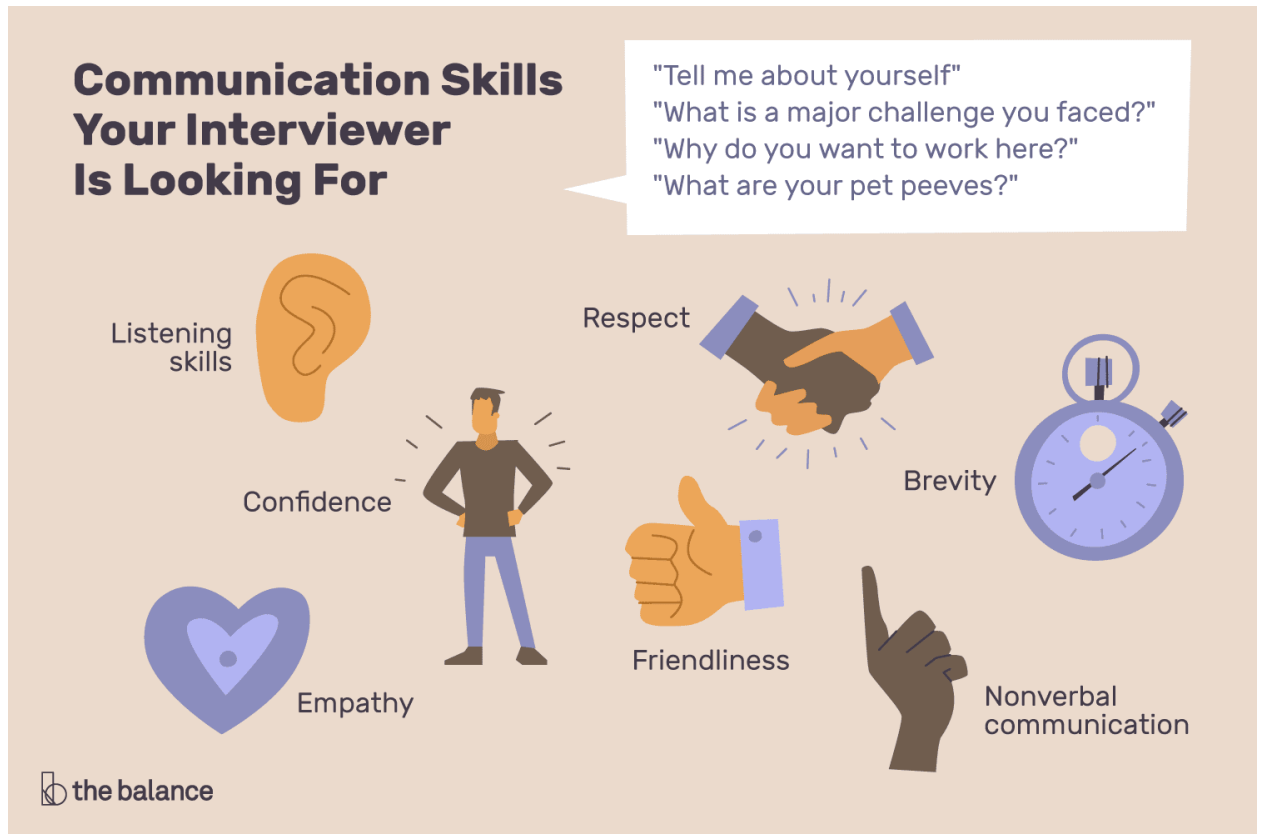 Communication Skills
Your Interviewer
Is Looking For
"Tell me about yourself"
"What is a major challenge you faced?"
"Why do you want to work here?"
"What are your pet peeves?"
Listening
skills
Respect
Confidence
Brevity
Friendliness
Empathy
Nonverbal
communication
the balance